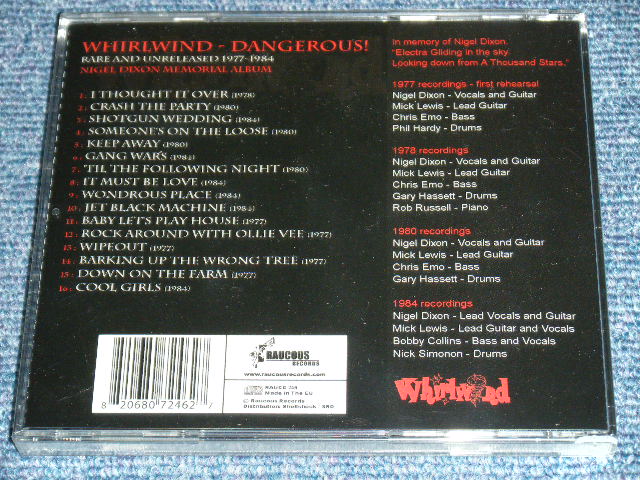 WHIRLWIND - DANGEROUS!
RARE AND UNRELEASED 1977-1984
NIGEL DIXON MEMORIAL ALBUM
1: I THOUGHT IT OVER (1978)
2: CRASH THE PARTY (1980)
3: SHOTGUN WEDDING (1984)
4: SOMEONE'S ON THE LOOSE (1980)
5: KEEP AWAY (1980)
6: GANG WAR'S (1984)
7: 'TIL THE FOLLOWING NIGHT (1980)
8: IT MUST BE LOVE (1984)
9: WONDROUS PLACE (1984)
10: JET BLACK MACHINE (1984)
11: BABY LET'S PLAY HOUSE (1977)
12: ROCK AROUND WITH OLLIE VEE (1977)
13: WIPEOUT (1977)
14: BARKING UP THE WRONG TREE (1977)
15: DOWN ON THE FARM (1977)
16: COOL GIRLS (1984)
8 20680 72462 7
RAUCOUS
RECORDS
www.raucousrecords.com
Made in The EU
© Raucous Records
Distribution: Shellshock / SRD
In memory of Nigel Dixon,
"Electra Gliding in the sky
Looking down from A Thousand Stars."
1977 recordings - first rehearsal
Nigel Dixon - Vocals and Guitar
Mick Lewis - Lead Guitar
Chris Emo - Bass
Phil Hardy - Drums
1978 recordings
Nigel Dixon - Vocals and Guitar
Mick Lewis - Lead Guitar
Chris Emo - Bass
Gary Hassett - Drums
Rob Russell - Piano
1980 recordings
Nigel Dixon - Vocals and Guitar
Mick Lewis - Lead Guitar
Chris Emo - Bass
Gary Hassett - Drums
1984 recordings
Nigel Dixon - Lead Vocals and Guitar
Mick Lewis - Lead Guitar and Vocals
Bobby Collins - Bass and Vocals
Nick Simonon - Drums
Whirlwind